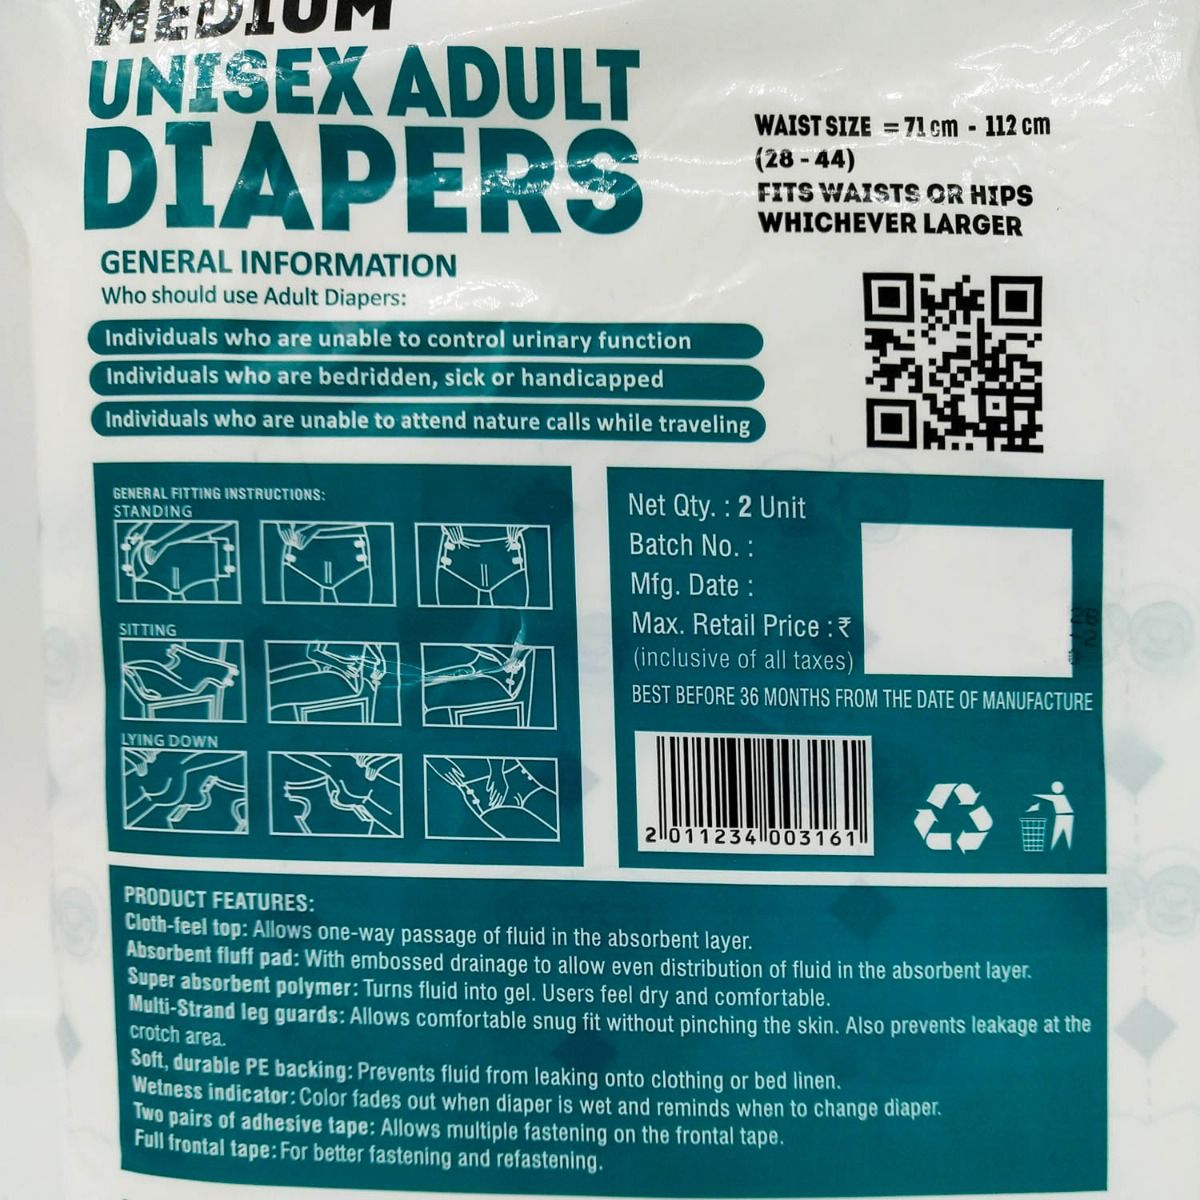 MEDIUM
UNISEX ADULT
DIAPERS
WAIST SIZE = 71 cm - 112 cm
(28 - 44)
FITS WAISTS OR HIPS
WHICHEVER LARGER
GENERAL INFORMATION
Who should use Adult Diapers:
Individuals who are unable to control urinary function
Individuals who are bedridden, sick or handicapped
Individuals who are unable to attend nature calls while traveling
GENERAL FITTING INSTRUCTIONS:
STANDING
SITTING
LYING DOWN
Net Qty. : 2 Unit
Batch No. :
Mfg. Date :
Max. Retail Price : ₹
(inclusive of all taxes)
BEST BEFORE 36 MONTHS FROM THE DATE OF MANUFACTURE
2 011234 003161
PRODUCT FEATURES:
Cloth-feel top: Allows one-way passage of fluid in the absorbent layer.
Absorbent fluff pad: With embossed drainage to allow even distribution of fluid in the absorbent layer.
Super absorbent polymer: Turns fluid into gel. Users feel dry and comfortable.
Multi-Strand leg guards: Allows comfortable snug fit without pinching the skin. Also prevents leakage at the
crotch area.
Soft, durable PE backing: Prevents fluid from leaking onto clothing or bed linen.
Wetness indicator: Color fades out when diaper is wet and reminds when to change diaper.
Two pairs of adhesive tape: Allows multiple fastening on the frontal tape.
Full frontal tape: For better fastening and refastening.